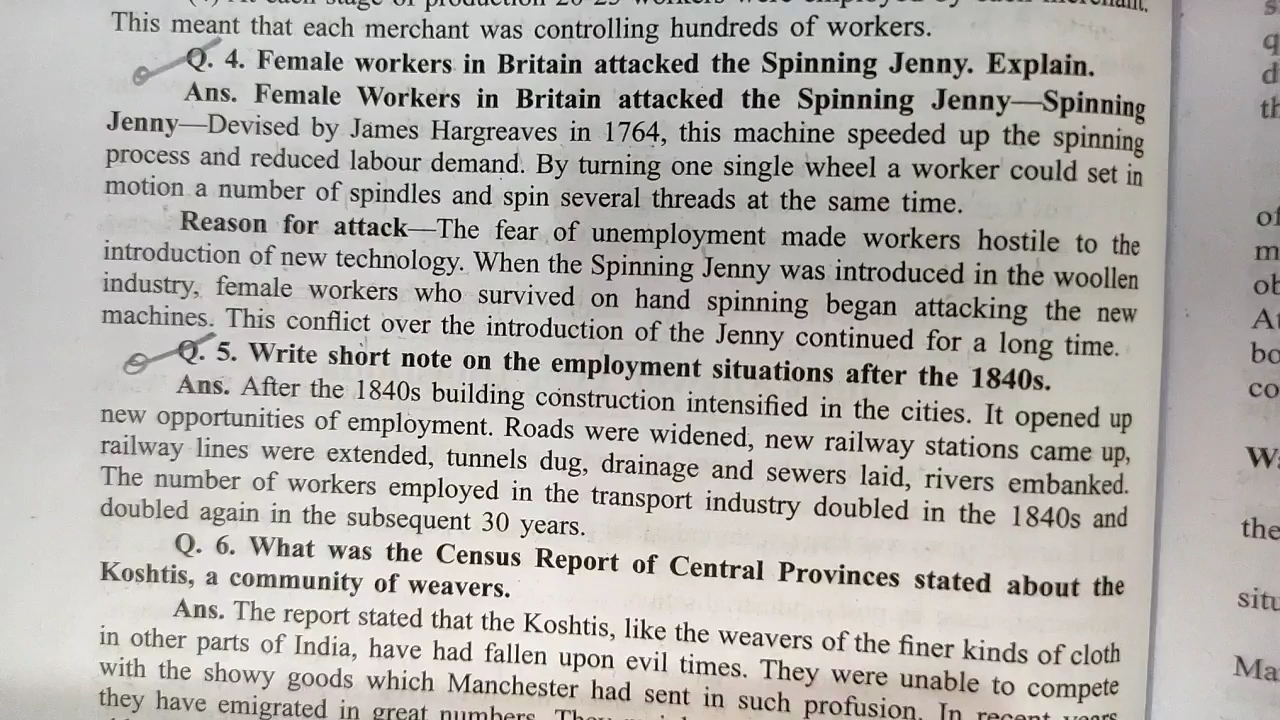 This meant that each merchant was controlling hundreds of workers.
Q. 4. Female workers in Britain attacked the Spinning Jenny. Explain.
Ans. Female Workers in Britain attacked the Spinning Jenny—Spinning
Jenny—Devised by James Hargreaves in 1764, this machine speeded up the spinning
process and reduced labour demand. By turning one single wheel a worker could set in
motion a number of spindles and spin several threads at the same time.
Reason for attack—The fear of unemployment made workers hostile to the
introduction of new technology. When the Spinning Jenny was introduced in the woollen
industry, female workers who survived on hand spinning began attacking the new
machines. This conflict over the introduction of the Jenny continued for a long time.
Q. 5. Write short note on the employment situations after the 1840s.
Ans. After the 1840s building construction intensified in the cities. It opened up
new opportunities of employment. Roads were widened, new railway stations came up,
railway lines were extended, tunnels dug, drainage and sewers laid, rivers embanked.
The number of workers employed in the transport industry doubled in the 1840s and
doubled again in the subsequent 30 years.
Q. 6. What was the Census Report of Central Provinces stated about the
Koshtis, a community of weavers.
Ans. The report stated that the Koshtis, like the weavers of the finer kinds of cloth
in other parts of India, have had fallen upon evil times. They were unable to compete
with the showy goods which Manchester had sent in such profusion. In recent years
they have emigrated in great numbers.
the